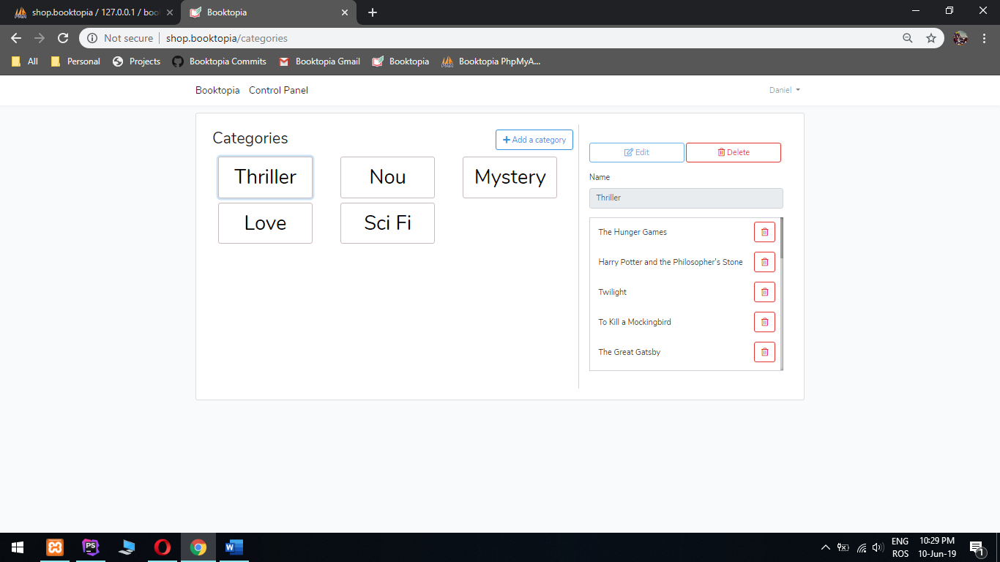 shop.booktopia / 127.0.0.1 / boo
Booktopia
Not secure
shop.booktopia/categories
All
Personal
Projects
Booktopia Commits
Booktopia Gmail
Booktopia
Booktopia PhpMyA...
Booktopia
Control Panel
Daniel
Categories
Add a category
Thriller
Nou
Mystery
Love
Sci Fi
Edit
Delete
Name
Thriller
The Hunger Games
Harry Potter and the Philosopher's Stone
Twilight
To Kill a Mockingbird
The Great Gatsby
PS
W
ENG
ROS
10:29 PM
10-Jun-19
1